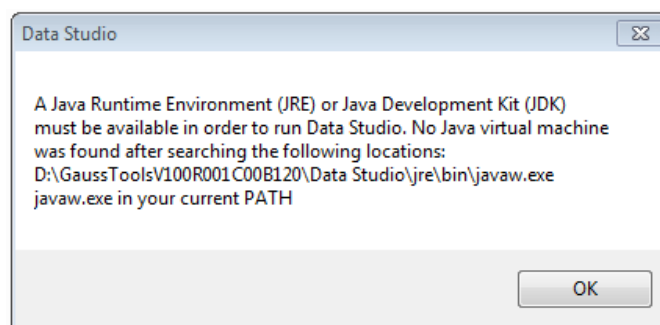 Data Studio
A Java Runtime Environment (JRE) or Java Development Kit (JDK)
must be available in order to run Data Studio. No Java virtual machine
was found after searching the following locations:
D:\GaussToolsV100R001C00B120\Data Studio\jre\bin\javaw.exe
javaw.exe in your current PATH
OK